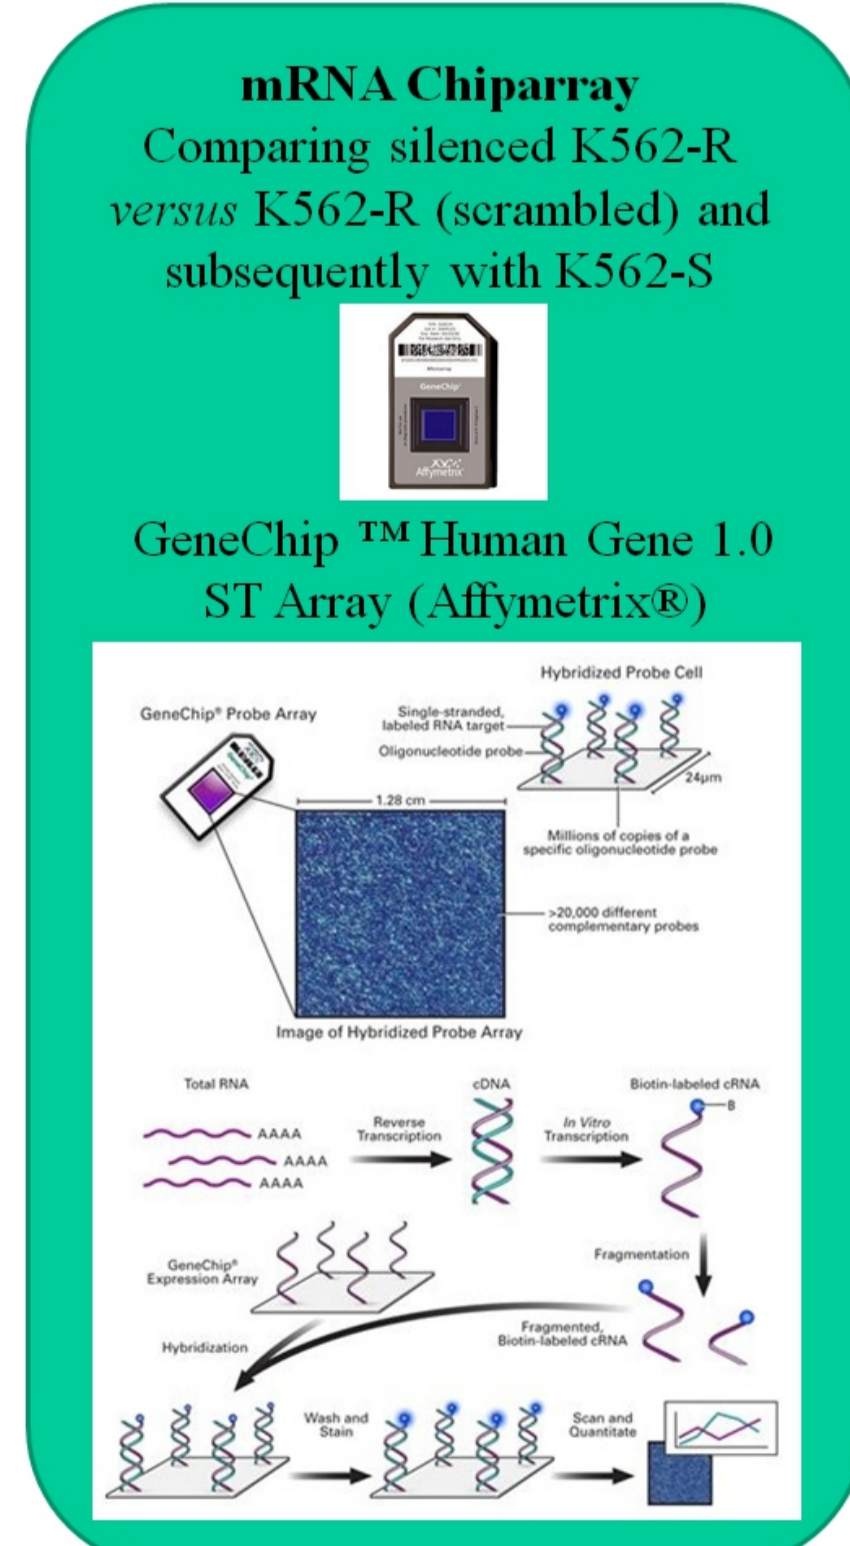 mRNA Chiparray
Comparing silenced K562-R
versus K562-R (scrambled) and
subsequently with K562-S
Microarray
GeneChip®
Affymetrix
GeneChip ™ Human Gene 1.0
ST Array (Affymetrix®)
Hybridized Probe Cell
GeneChip® Probe Array
Single-stranded,
labeled RNA target
Oligonucleotide probe
24µm
1.28 cm
Millions of copies of a
specific oligonucleotide probe
>20,000 different
complementary probes
Image of Hybridized Probe Array
Total RNA
cDNA
Biotin-labeled cRNA
B
AAAA
AAAA
AAAA
Reverse
Transcription
In Vitro
Transcription
GeneChip®
Expression Array
Fragmentation
Fragmented,
Biotin-labeled cRNA
Hybridization
Wash and
Stain
Scan and
Quantitate